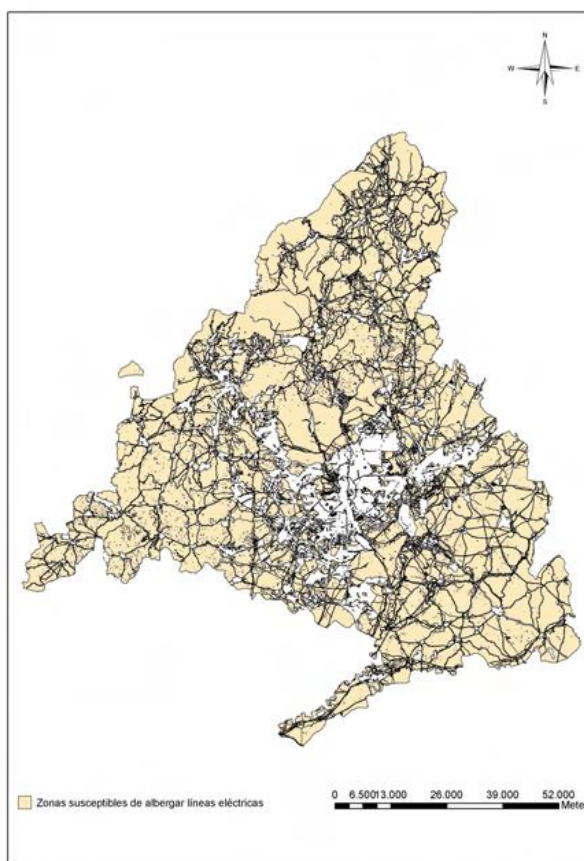 N
W E
S
Zonas susceptibles de albergar líneas eléctricas
0 6.50013.000 26.000 39.000 52.000
Mete